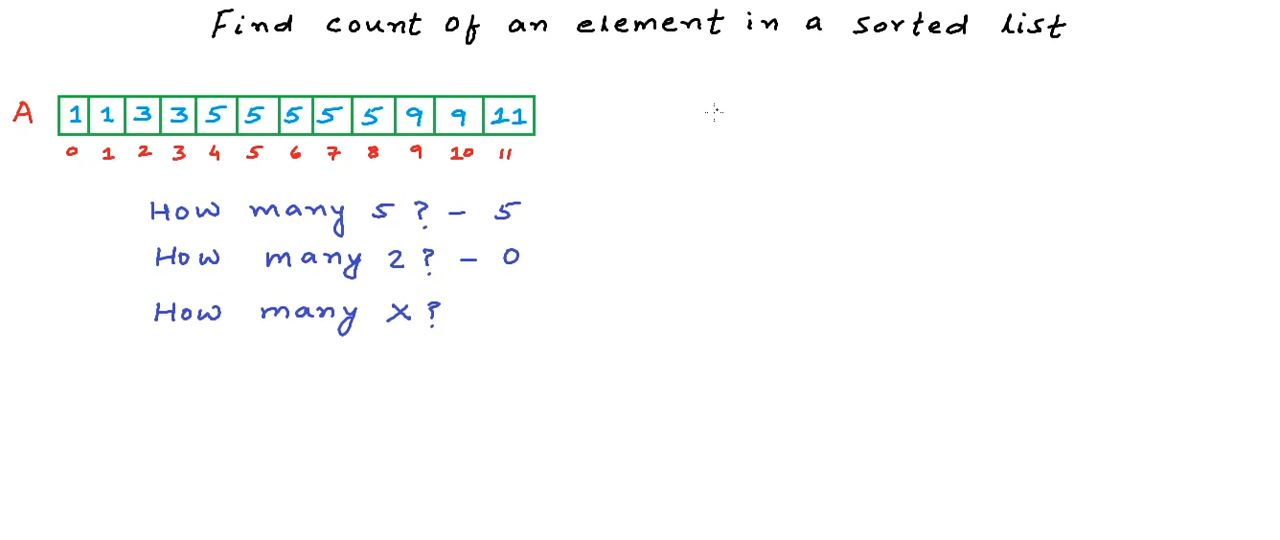 Find count of an element in a sorted list
A 1 1 3 3 5 5 5 5 5 9 9 11
0 1 2 3 4 5 6 7 8 9 10 11
How many 5 ? - 5
How many 2 ? - 0
How many x ?